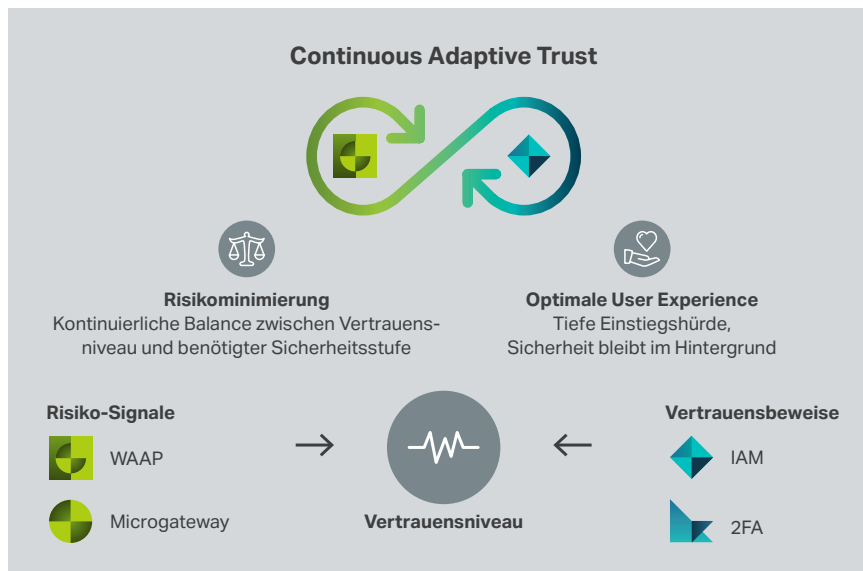 Continuous Adaptive Trust
Risikominimierung
Kontinuierliche Balance zwischen Vertrauens-
niveau und benötigter Sicherheitsstufe
Optimale User Experience
Tiefe Einstiegshürde,
Sicherheit bleibt im Hintergrund
Risiko-Signale
WAAP
Microgateway
Vertrauensniveau
Vertrauensbeweise
IAM
2FA